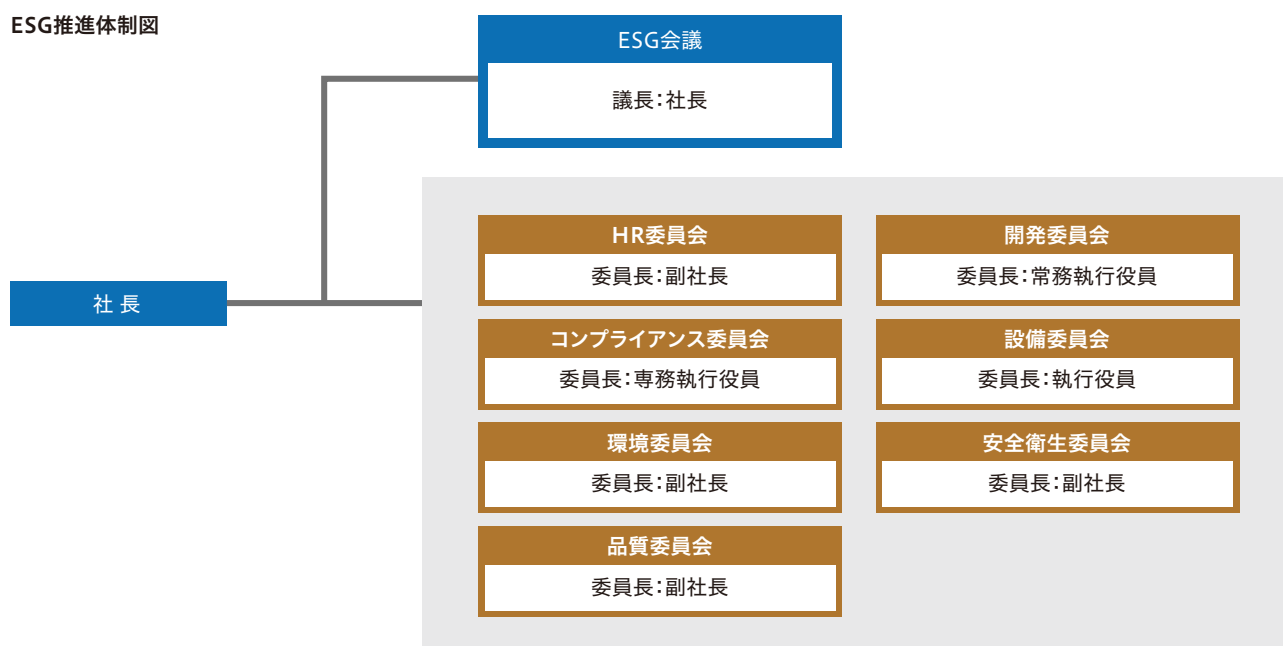 ESG推進体制図
ESG会議
議長：社長
社 長
HR委員会
委員長：副社長
開発委員会
委員長：常務執行役員
コンプライアンス委員会
委員長：専務執行役員
設備委員会
委員長：執行役員
環境委員会
委員長：副社長
安全衛生委員会
委員長：副社長
品質委員会
委員長：副社長